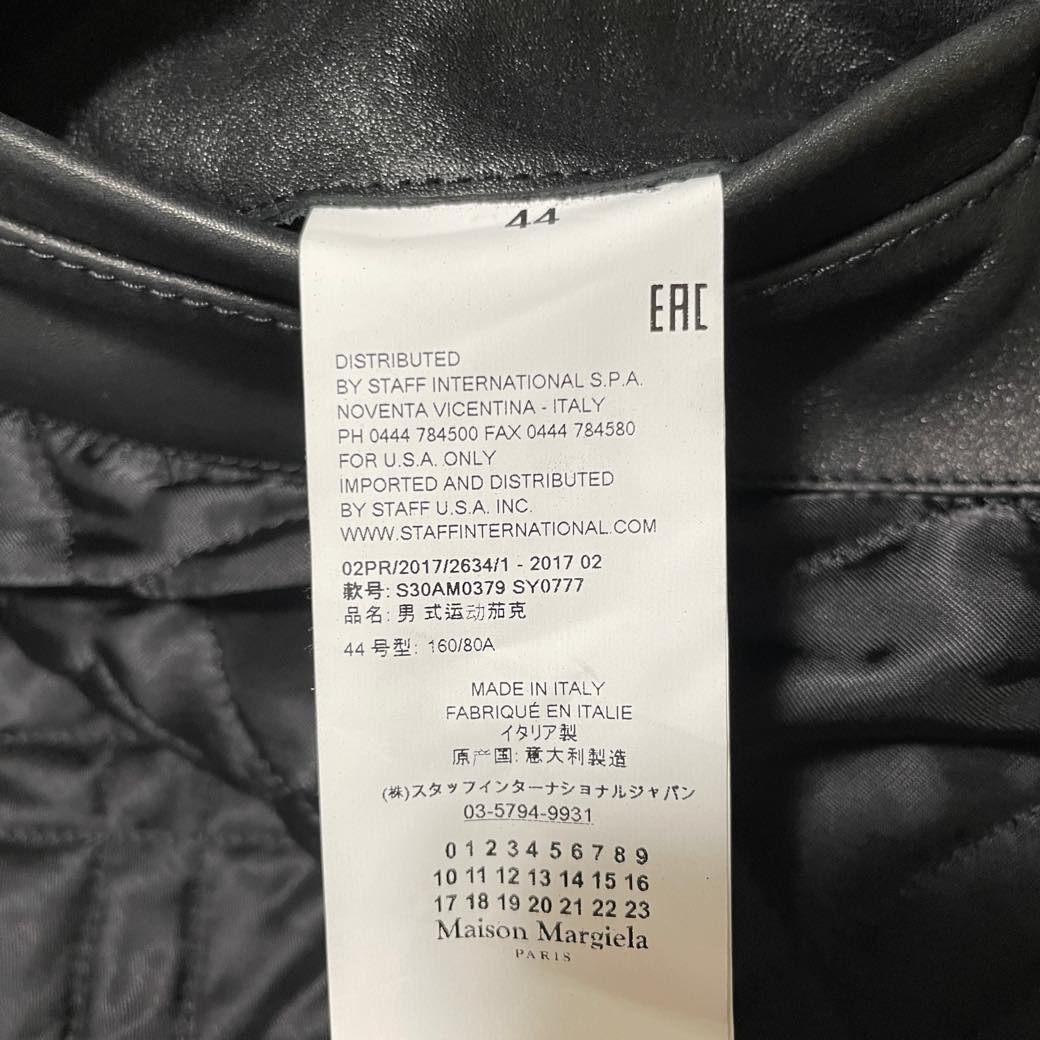 44
EAC
DISTRIBUTED
BY STAFF INTERNATIONAL S.P.A.
NOVENTA VICENTINA - ITALY
PH 0444 784500 FAX 0444 784580
FOR U.S.A. ONLY
IMPORTED AND DISTRIBUTED
BY STAFF U.S.A. INC.
WWW.STAFFINTERNATIONAL.COM
02PR/2017/2634/1 - 2017 02
款号: S30AM0379 SY0777
品名: 男 式运动茄克
44 号型: 160/80A
MADE IN ITALY
FABRIQUÉ EN ITALIE
イタリア製
原产国: 意大利製造
(株)スタッフインターナショナルジャパン
03-5794-9931
0 1 2 3 4 5 6 7 8 9
10 11 12 13 14 15 16
17 18 19 20 21 22 23
Maison Margiela
PARIS